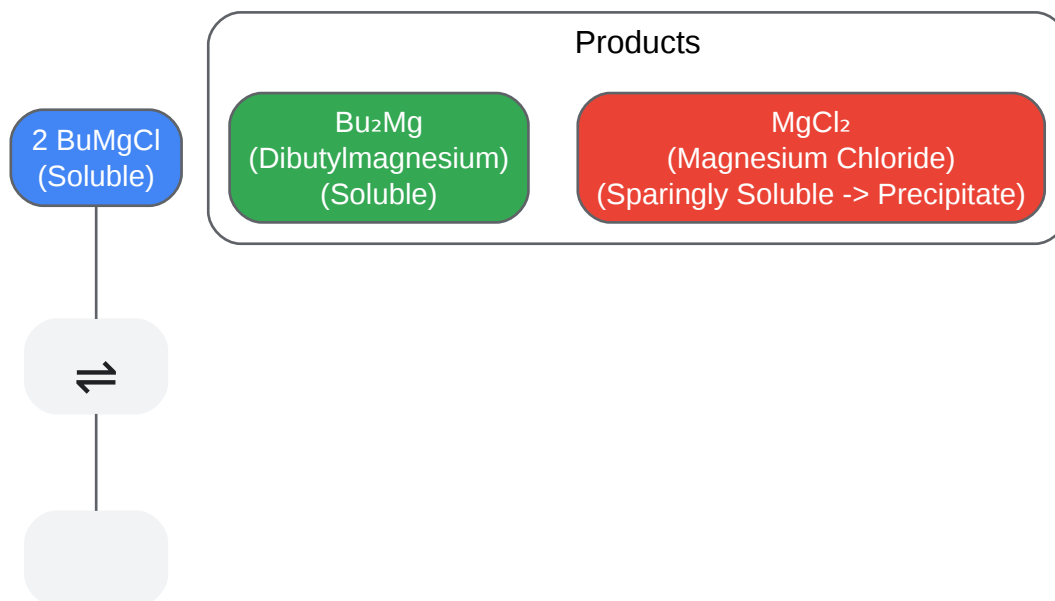 Products
2 BuMgCl
(Soluble)
Bu₂Mg
(Dibutylmagnesium)
(Soluble)
MgCl₂
(Magnesium Chloride)
(Sparingly Soluble -> Precipitate)
⇌